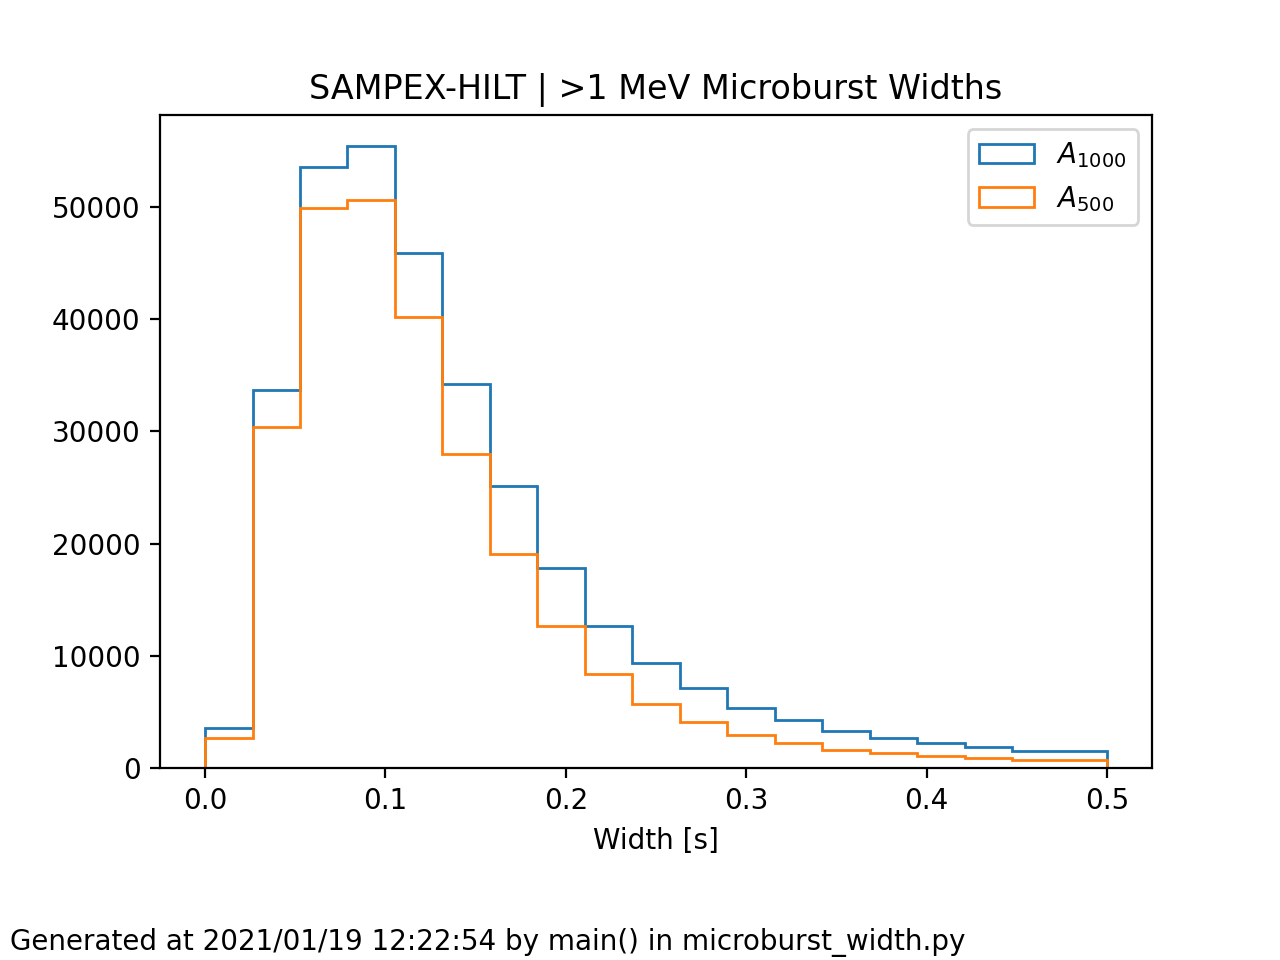 SAMPEX-HILT | >1 MeV Microburst Widths
A₁₀₀₀
A₅₀₀
50000
40000
30000
20000
10000
0
0.0 0.1 0.2 0.3 0.4 0.5
Width [s]
Generated at 2021/01/19 12:22:54 by main() in microburst_width.py